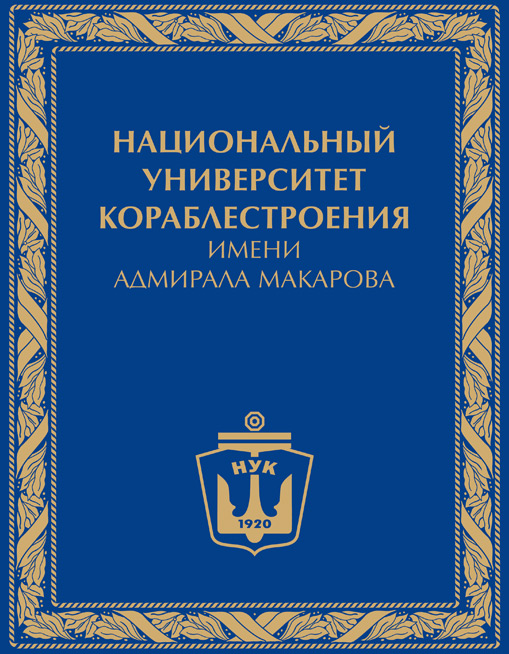 НАЦИОНАЛЬНЫЙ
УНИВЕРСИТЕТ
КОРАБЛЕСТРОЕНИЯ
ИМЕНИ
АДМИРАЛА МАКАРОВА
НУК
1920